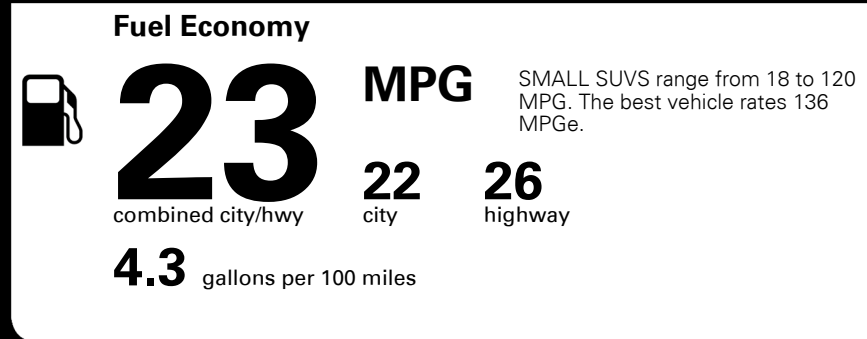 Fuel Economy
23
MPG
SMALL SUVS range from 18 to 120
MPG. The best vehicle rates 136
MPGe.
22
26
combined city/hwy
city
highway
4.3 gallons per 100 miles